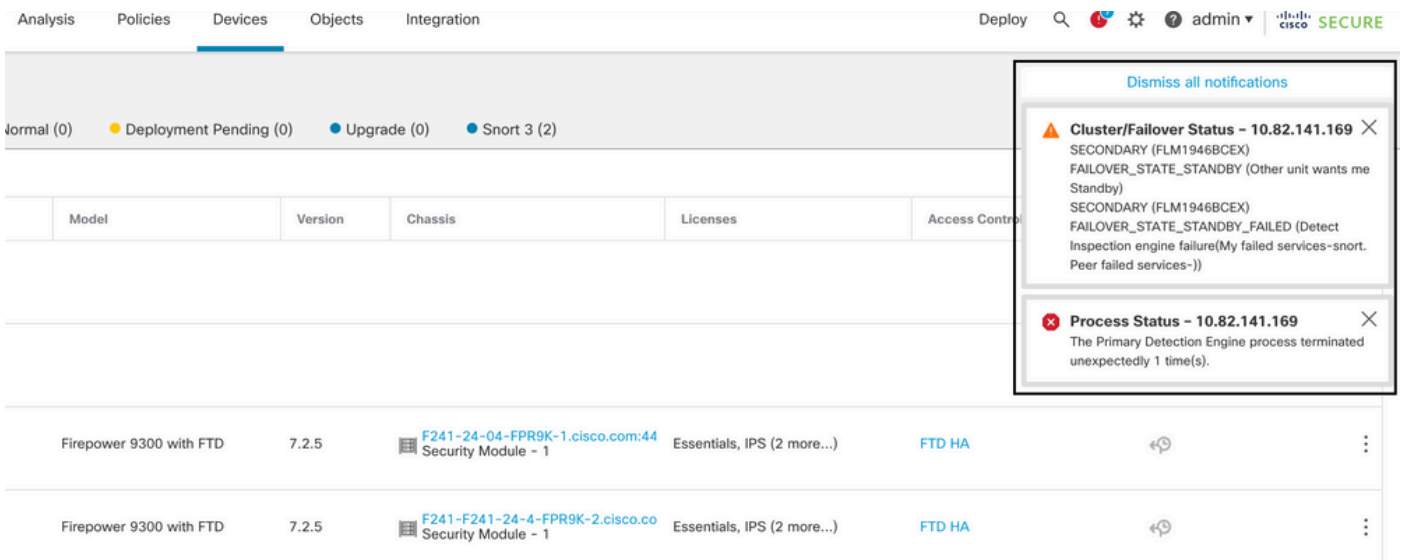 Analysis Policies Devices Objects Integration Deploy admin cisco SECURE
Dismiss all notifications
Normal (0) Deployment Pending (0) Upgrade (0) Snort 3 (2)
Cluster/Failover Status - 10.82.141.169
SECONDARY (FLM1946BCEX)
FAILOVER_STATE_STANDBY (Other unit wants me
Standby)
SECONDARY (FLM1946BCEX)
FAILOVER_STATE_STANDBY_FAILED (Detect
Inspection engine failure(My failed services-snort.
Peer failed services-))
Model Version Chassis Licenses Access Contro
Process Status - 10.82.141.169
The Primary Detection Engine process terminated
unexpectedly 1 time(s).
Firepower 9300 with FTD 7.2.5 F241-24-04-FPR9K-1.cisco.com:44 Essentials, IPS (2 more...) FTD HA
Security Module - 1
Firepower 9300 with FTD 7.2.5 F241-F241-24-4-FPR9K-2.cisco.co Essentials, IPS (2 more...) FTD HA
Security Module - 1